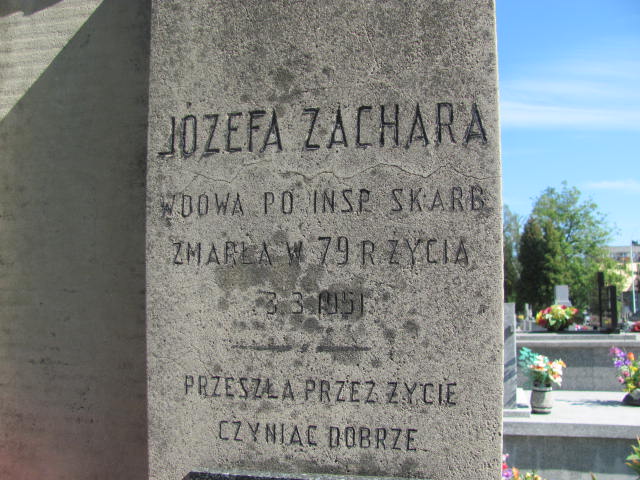 JÓZEFA ZACHARA
WDOWA PO INSP. SKARB.
ZMARŁA W 79 R ŻYCIA
3.3.1951
PRZESZŁA PRZEZ ŻYCIE
CZYNIĄC DOBRZE.